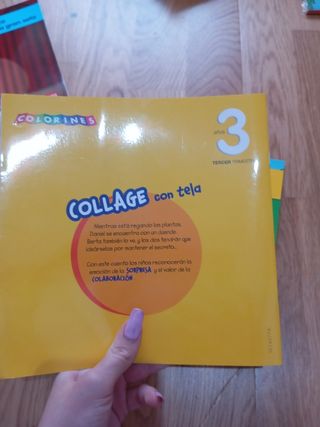 COLORINES
años
3
TERCER TRIMESTRE
COLLAGE con tela
Mientras está regando las plantas,
Daniel se encuentra con un duende.
Berta también lo ve, y los dos tendrán que
ideárselas por mantener el secreto...
Con este cuento los niños reconocerán la
emoción de la SORPRESA y el valor de la
COLABORACIÓN.